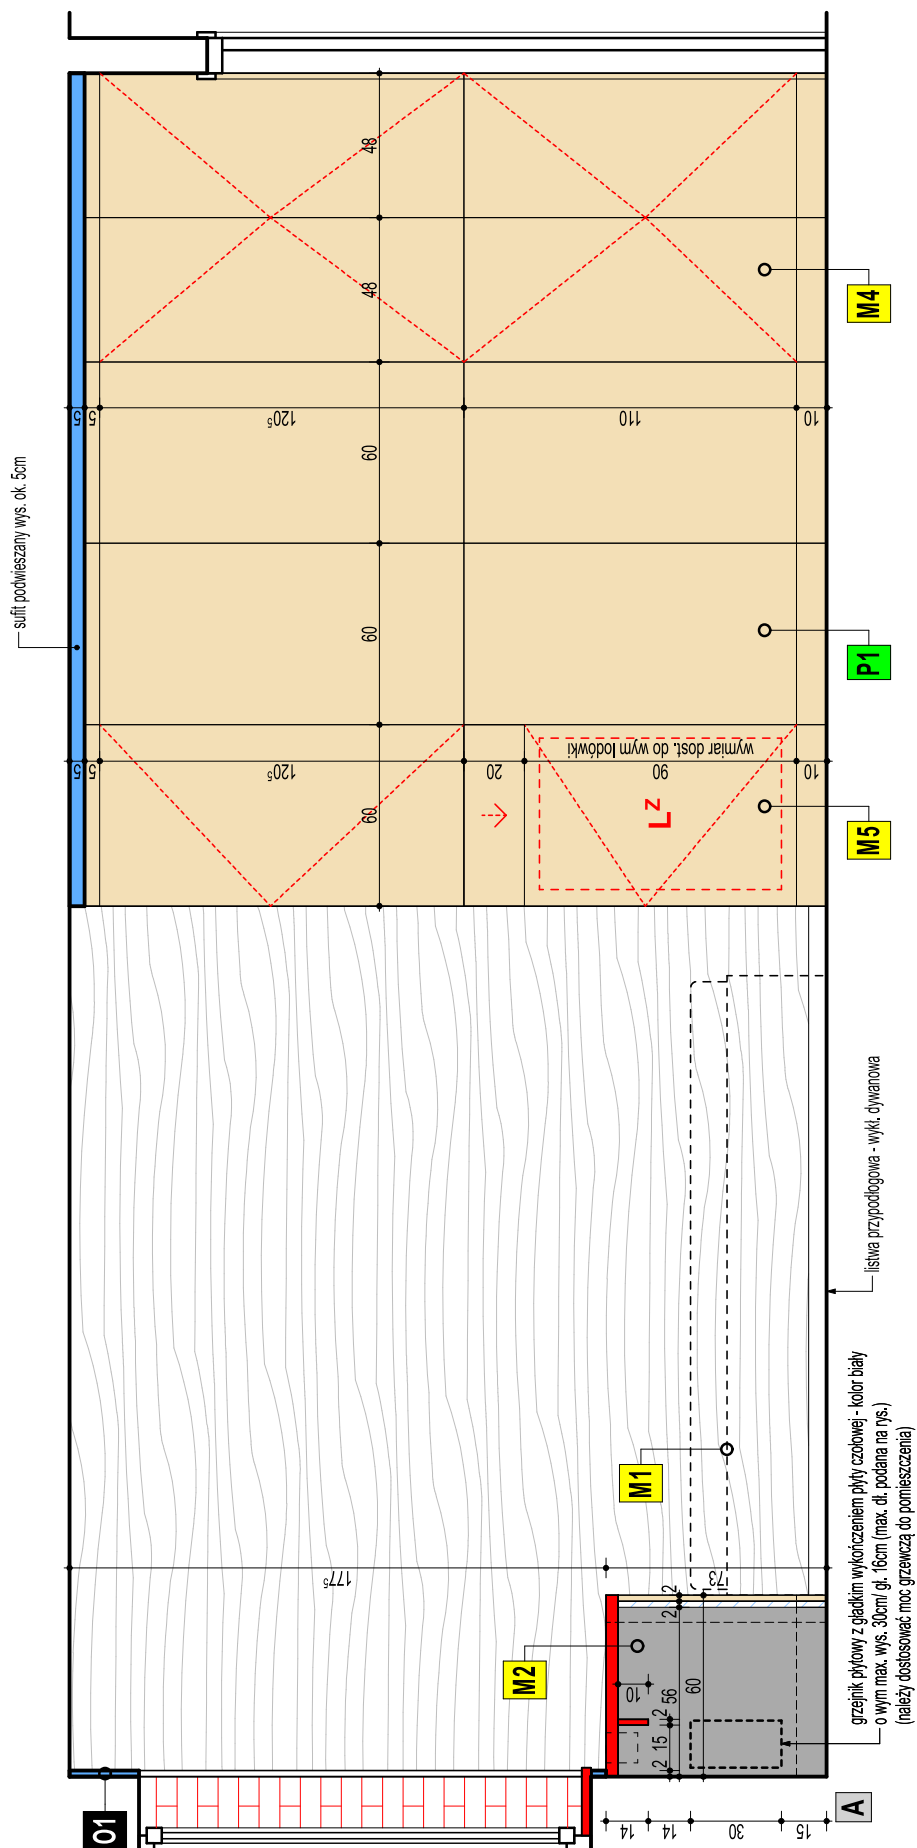 sufit podwieszany wys. ok. 5cm
O1
177⁵
73
M2
M1
10
2
2
2
15
2
56
60
14
14
30
15
A
grzejnik płytowy z gładkim wykończeniem płyty czołowej - kolor biały
o wym max. wys. 30cm/ gł. 16cm (max. dł. podana na rys.)
(należy dostosować moc grzewczą do pomieszczenia)
listwa przypodłogowa - wykł. dywanowa
60
60
60
48
48
5
5
120⁵
20
90
10
wymiar dost. do wym lodówki
L
Z
5
5
120⁵
110
10
M5
P1
M4